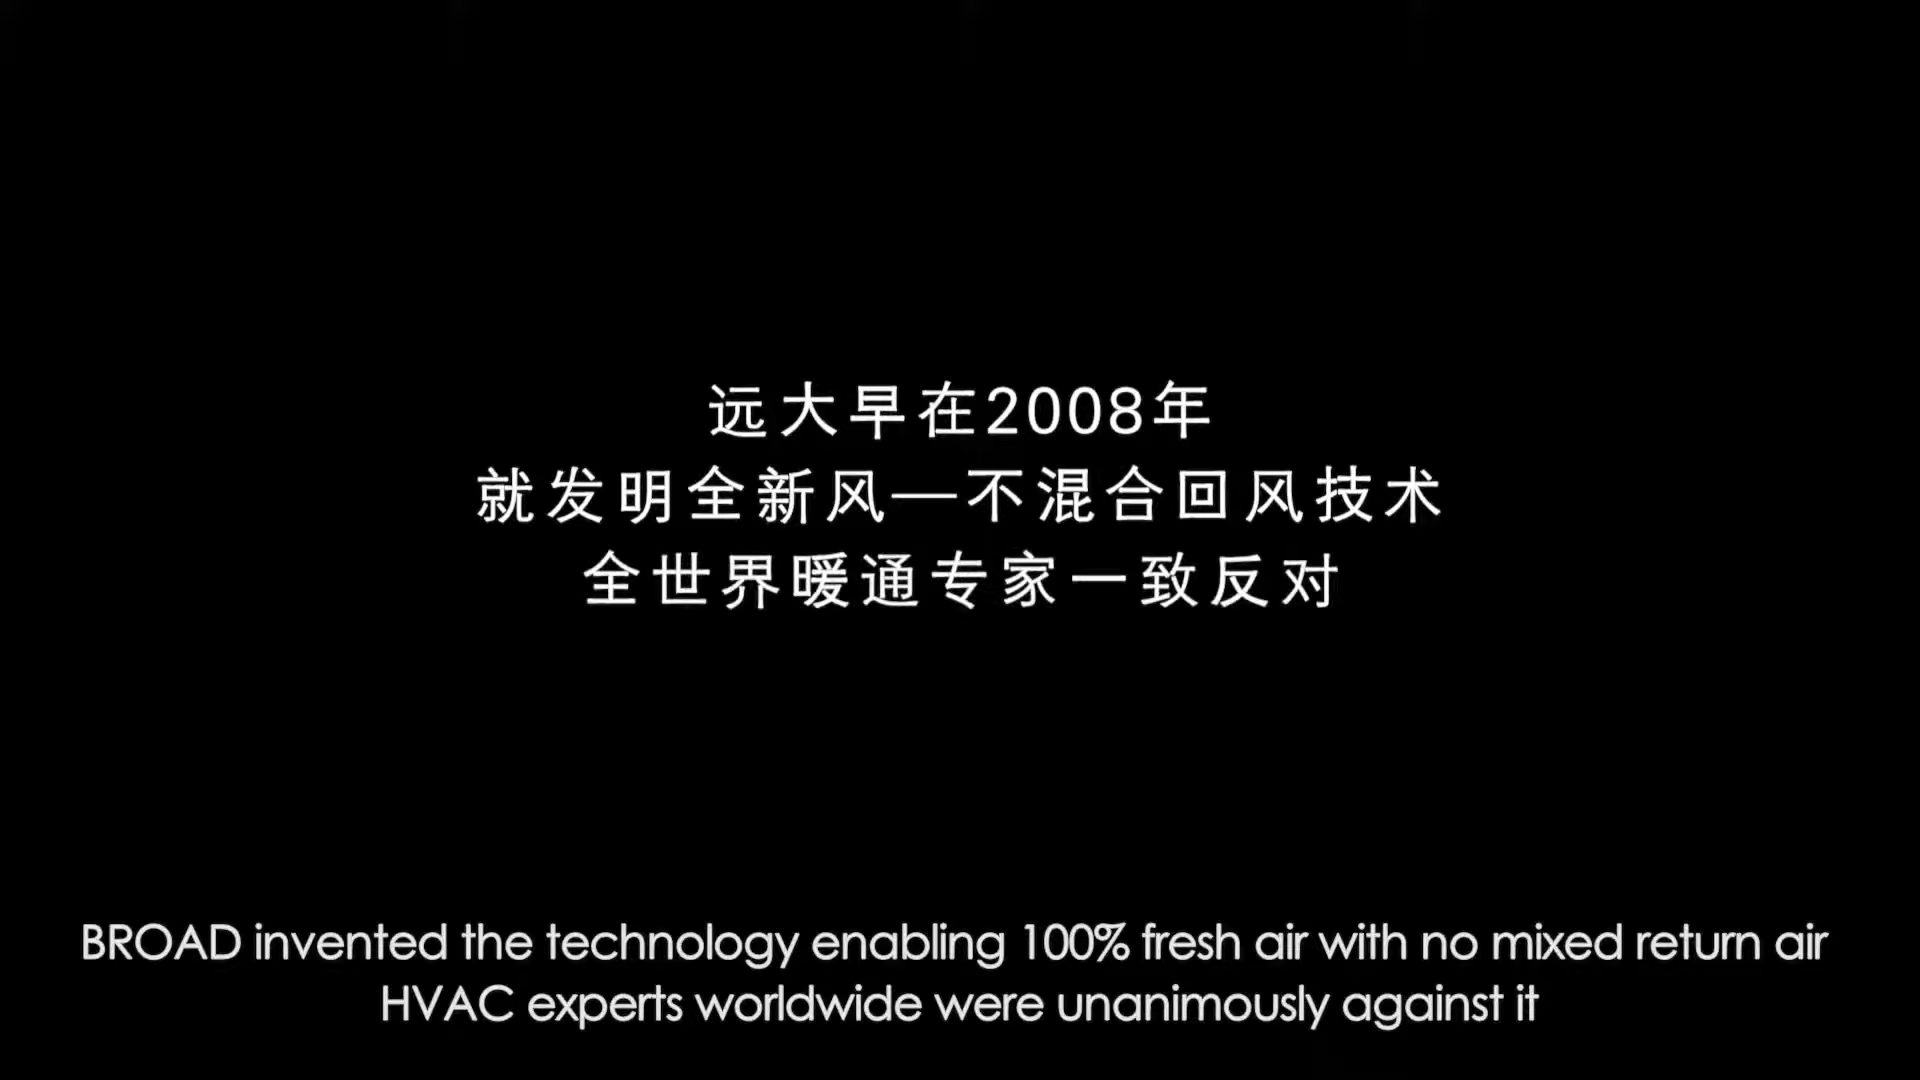 远大早在2008年
就发明全新风—不混合回风技术
全世界暖通专家一致反对
BROAD invented the technology enabling 100% fresh air with no mixed return air
HVAC experts worldwide were unanimously against it